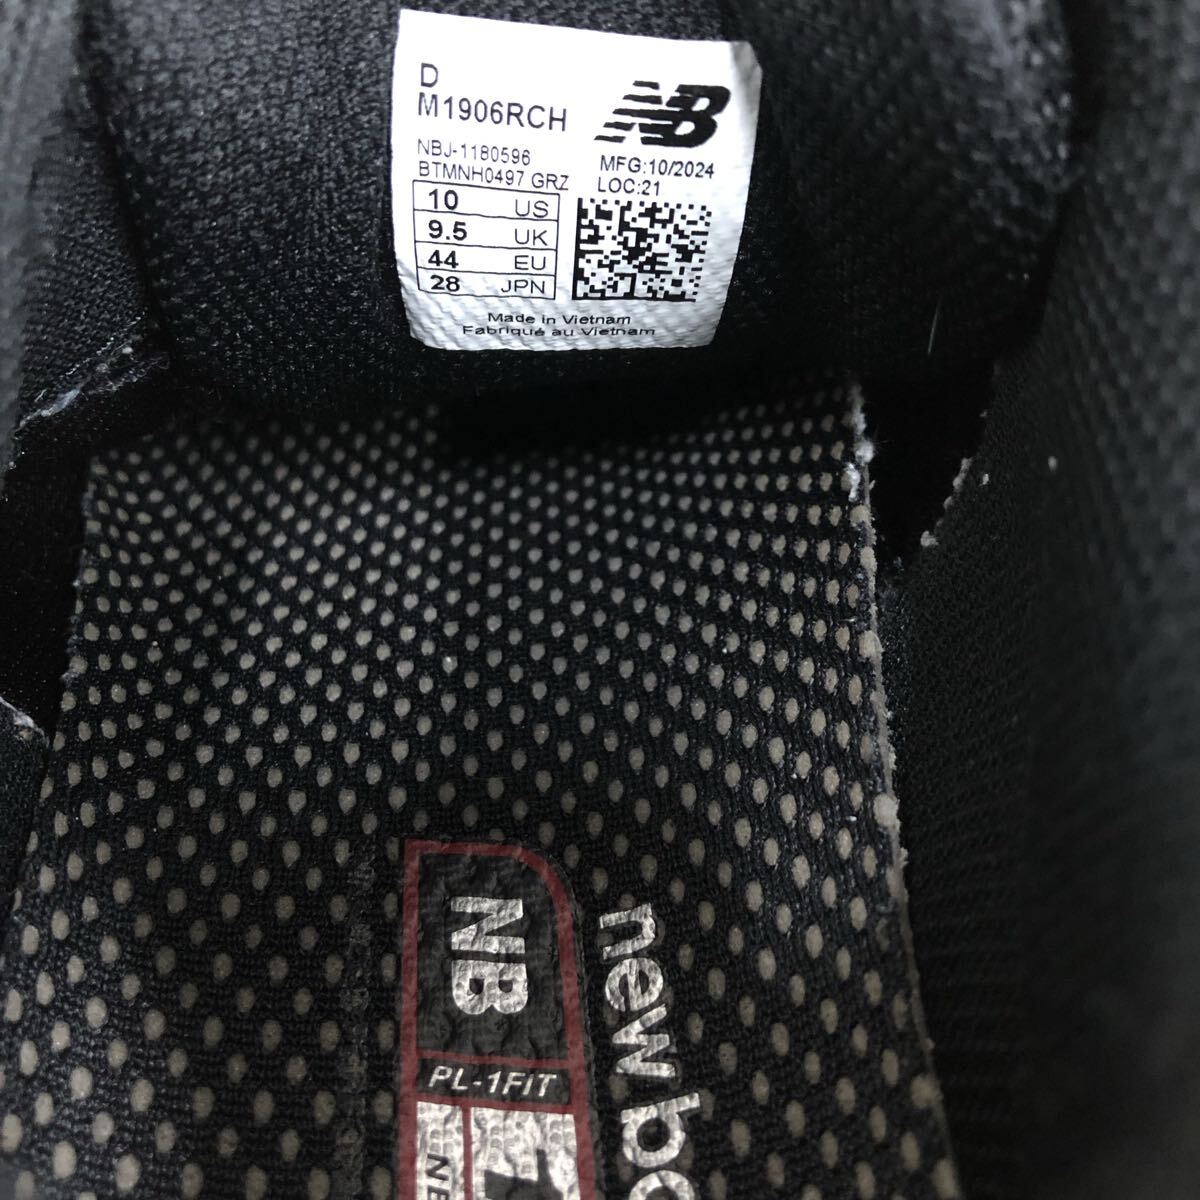 D
M1906RCH
NB
NBJ-1180596
BTMNH0497 GRZ
MFG:10/2024
LOC:21
10 US
9.5 UK
44 EU
28 JPN
Made in Vietnam
Fabriqué au Vietnam
NB
PL-1FIT
new